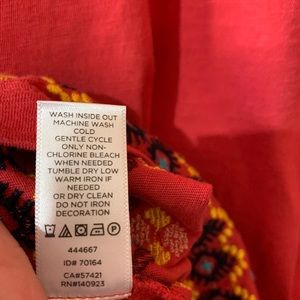 WASH INSIDE OUT
MACHINE WASH
COLD
GENTLE CYCLE
ONLY NON-
CHLORINE BLEACH
WHEN NEEDED
TUMBLE DRY LOW
WARM IRON IF
NEEDED
OR DRY CLEAN
DO NOT IRON
DECORATION
444667
ID# 70164
CA#57421
RN#140923